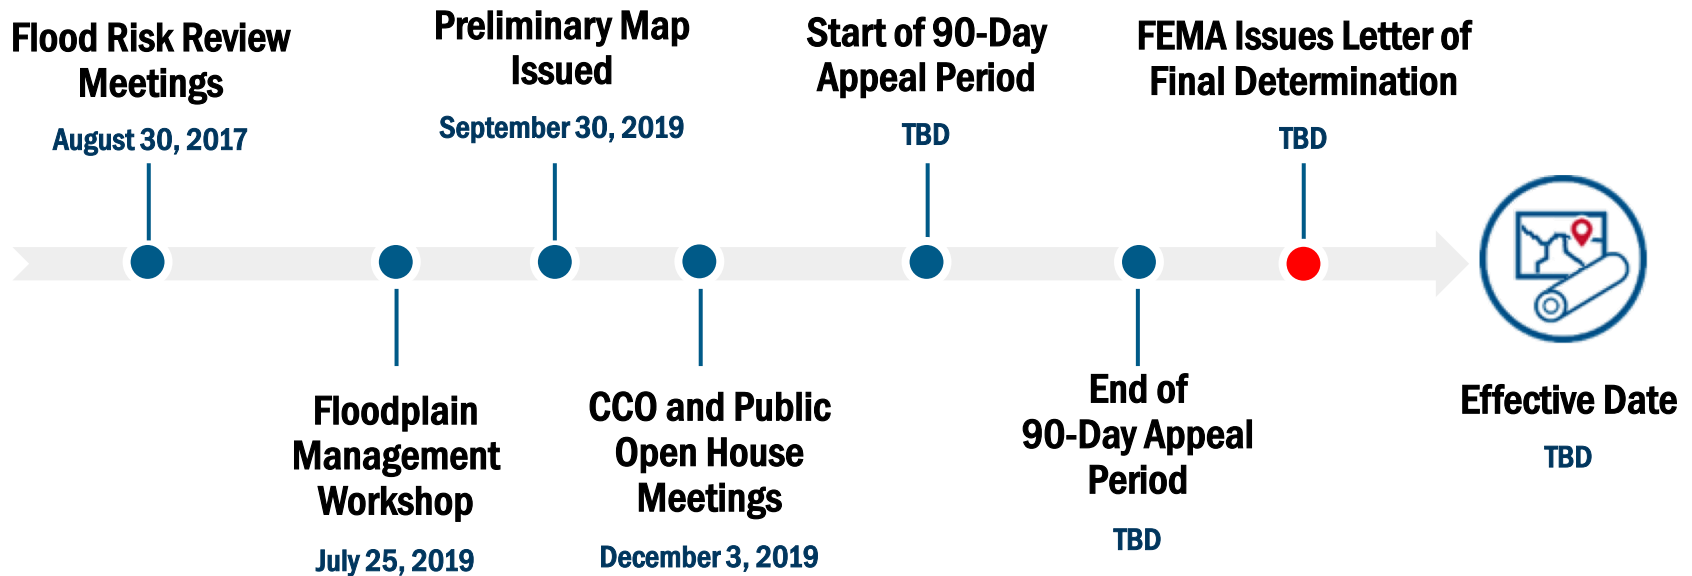 Flood Risk Review
Meetings
August 30, 2017
Floodplain
Management
Workshop
July 25, 2019
Preliminary Map
Issued
September 30, 2019
CCO and Public
Open House
Meetings
December 3, 2019
Start of 90-Day
Appeal Period
TBD
End of
90-Day Appeal
Period
TBD
FEMA Issues Letter of
Final Determination
TBD
Effective Date
TBD